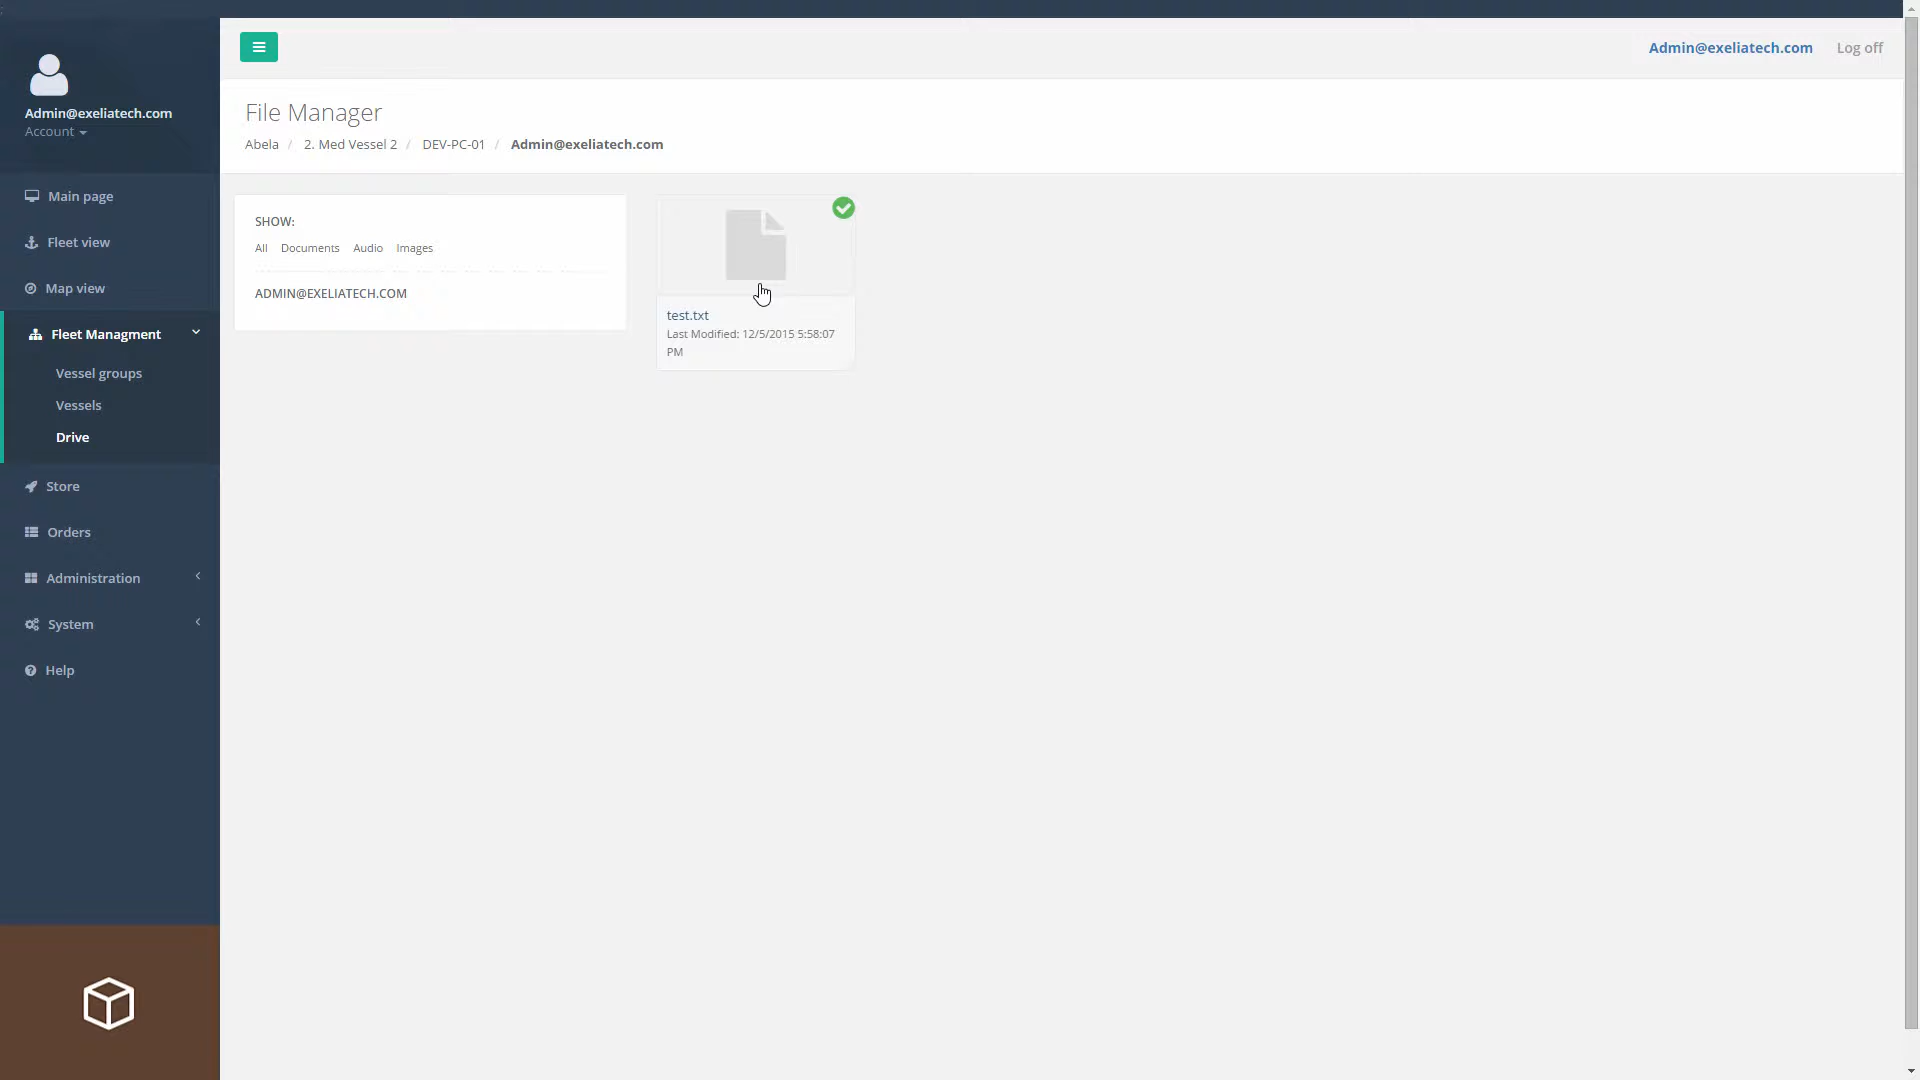 Admin@exeliatech.com
Account
Main page
Fleet view
Map view
Fleet Managment
Vessel groups
Vessels
Drive
Store
Orders
Administration
System
Help
Admin@exeliatech.com Log off
File Manager
Abela / 2. Med Vessel 2 / DEV-PC-01 / Admin@exeliatech.com
SHOW:
All Documents Audio Images
ADMIN@EXELIATECH.COM
test.txt
Last Modified: 12/5/2015 5:58:07
PM